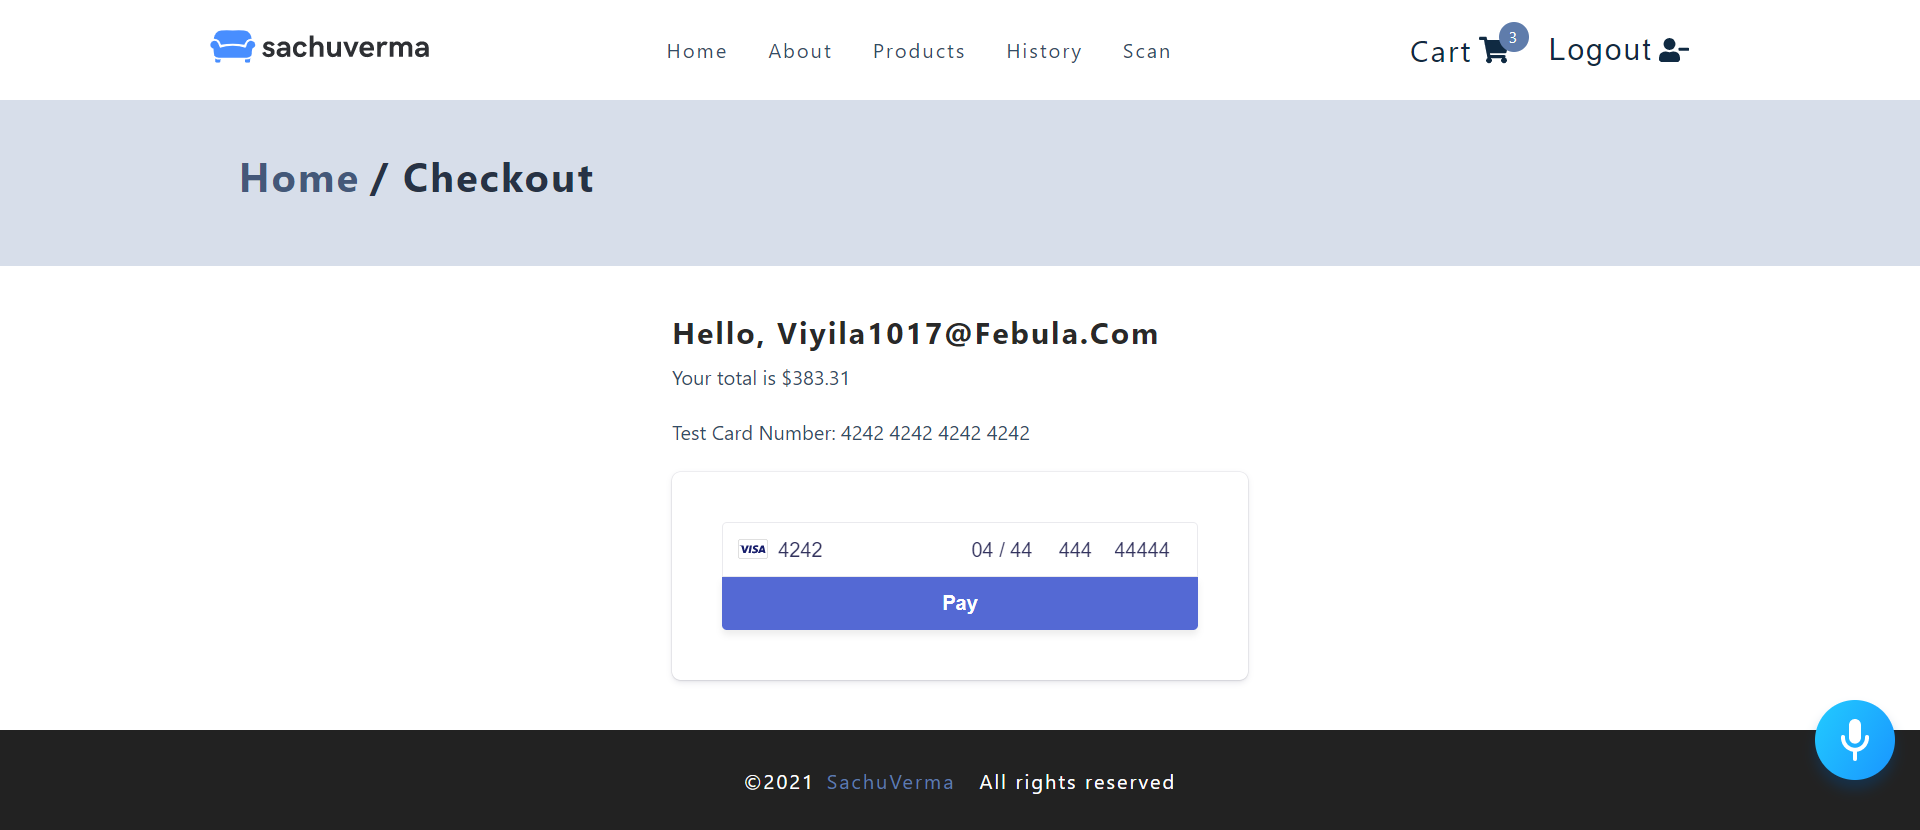 sachuverma
Home About Products History Scan
Cart 3 Logout
Home / Checkout
Hello, Viyila1017@Febula.Com
Your total is $383.31
Test Card Number: 4242 4242 4242 4242
VISA 4242 04 / 44 444 44444
Pay
©2021 SachuVerma All rights reserved